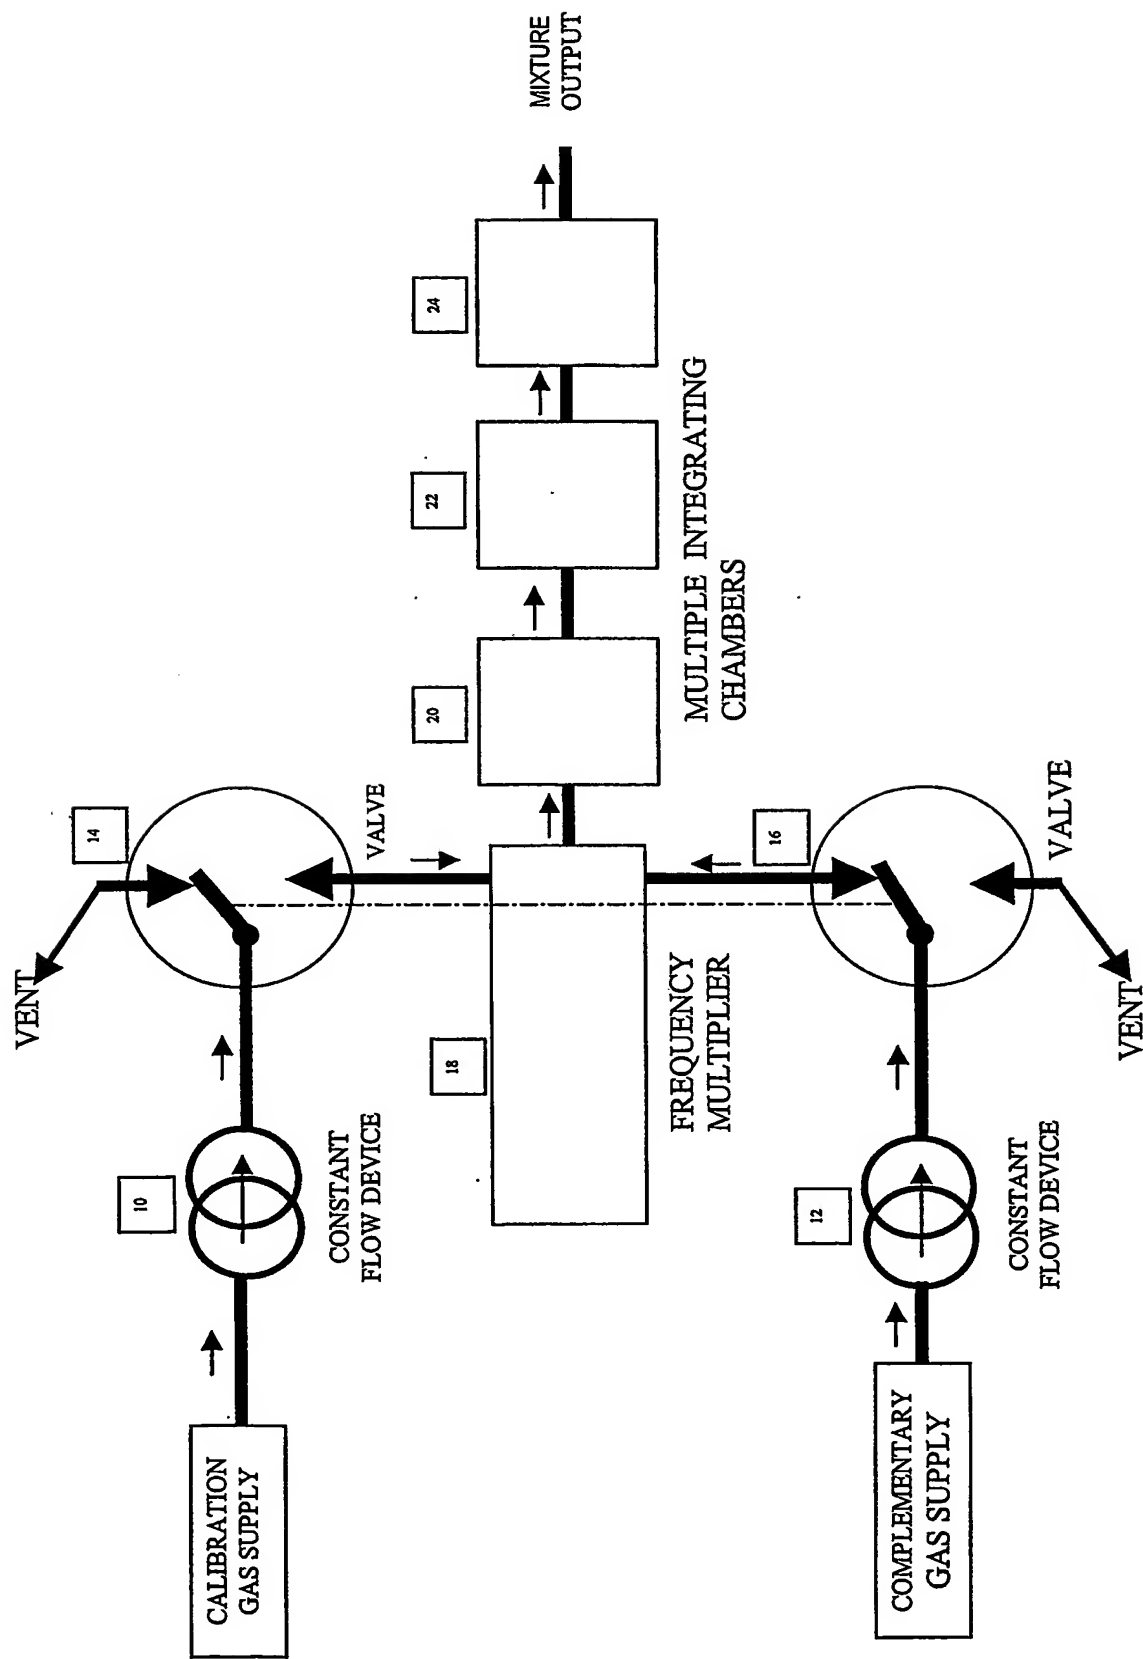 CALIBRATION
GAS SUPPLY
10
CONSTANT
FLOW DEVICE
VENT
14
VALVE
18
FREQUENCY
MULTIPLIER
20
22
24
MULTIPLE INTEGRATING
CHAMBERS
MIXTURE
OUTPUT
COMPLEMENTARY
GAS SUPPLY
12
CONSTANT
FLOW DEVICE
16
VALVE
VENT